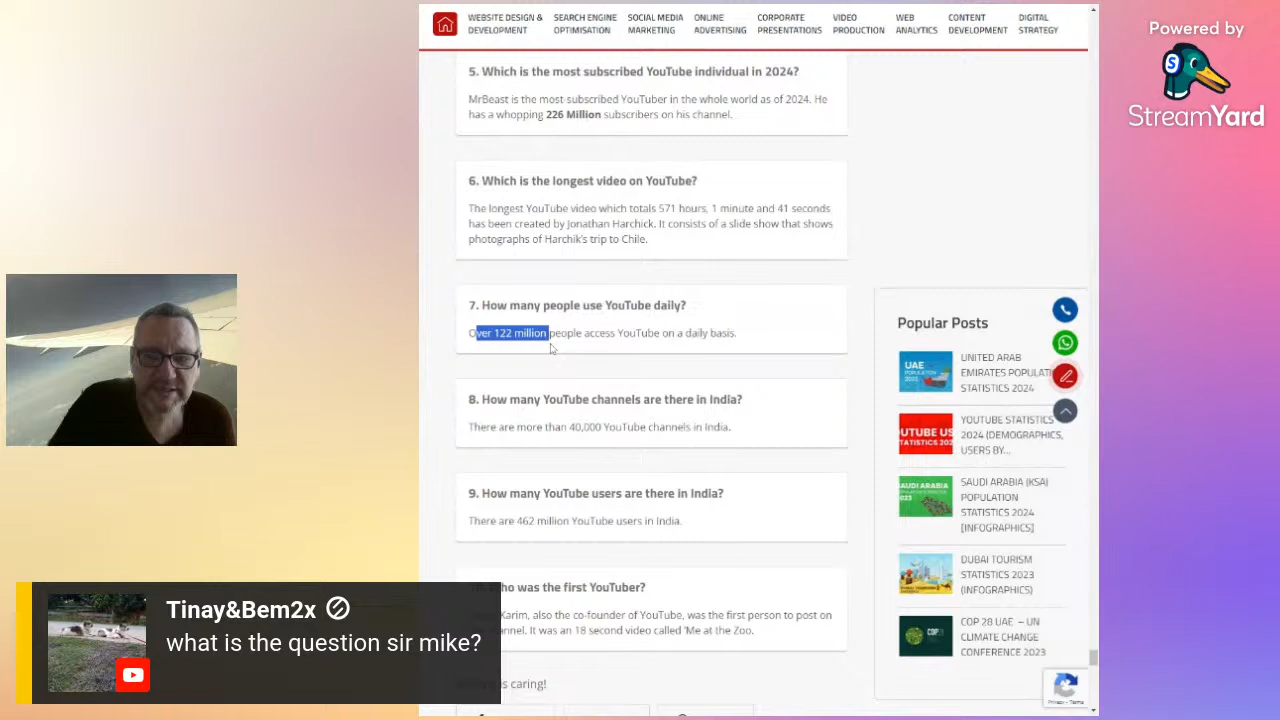 WEBSITE DESIGN &
DEVELOPMENT
SEARCH ENGINE
OPTIMISATION
SOCIAL MEDIA
MARKETING
ONLINE
ADVERTISING
CORPORATE
PRESENTATIONS
VIDEO
PRODUCTION
WEB
ANALYTICS
CONTENT
DEVELOPMENT
DIGITAL
STRATEGY
Powered by
StreamYard
5. Which is the most subscribed YouTube individual in 2024?
MrBeast is the most-subscribed YouTuber in the whole world as of 2024. He
has a whopping 226 Million subscribers on his channel.
6. Which is the longest video on YouTube?
The longest YouTube video which totals 571 hours, 1 minute and 41 seconds
has been created by Jonathan Harchick. It consists of a slide show that shows
photographs of Harchik's trip to Chile.
7. How many people use YouTube daily?
Over 122 million people access YouTube on a daily basis.
8. How many YouTube channels are there in India?
There are more than 40,000 YouTube channels in India.
9. How many YouTube users are there in India?
There are 462 million YouTube users in India.
Who was the first YouTuber?
Karim, also the co-founder of YouTube, was the first person to post on
It was an 18 second video called 'Me at the Zoo.
is caring!
Popular Posts
UNITED ARAB
EMIRATES POPULATI
STATISTICS 2024
YOUTUBE STATISTICS
2024 (DEMOGRAPHICS,
USERS BY...
SAUDI ARABIA (KSA)
POPULATION
STATISTICS 2024
[INFOGRAPHICS]
DUBAI TOURISM
STATISTICS 2023
(INFOGRAPHICS)
COP 28 UAE – UN
CLIMATE CHANGE
CONFERENCE 2023
Privacy - Terms
Tinay&Bem2x
what is the question sir mike?